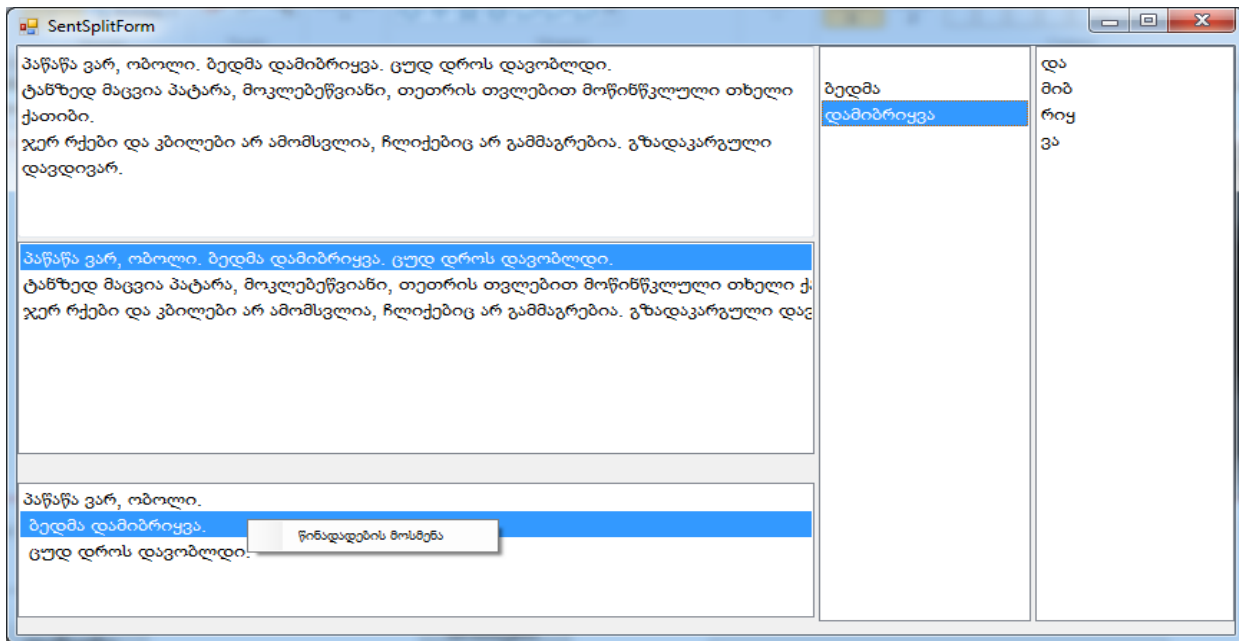 SentSplitForm
პაწაწა ვარ, ობოლი. ბედმა დამიბრიყვა. ცუდ დროს დავობლდი.
ტანზედ მაცვია პატარა, მოკლებეწვიანი, თეთრის თვლებით მოწინწკლული თხელი
ქათიბი.
ჯერ რქები და კბილები არ ამომსვლია, ჩლიქებიც არ გამმაგრებია. გზადაკარგული
დავდივარ.
პაწაწა ვარ, ობოლი. ბედმა დამიბრიყვა. ცუდ დროს დავობლდი.
ტანზედ მაცვია პატარა, მოკლებეწვიანი, თეთრის თვლებით მოწინწკლული თხელი ქა
ჯერ რქები და კბილები არ ამომსვლია, ჩლიქებიც არ გამმაგრებია. გზადაკარგული დავ
პაწაწა ვარ, ობოლი.
ბედმა დამიბრიყვა.
წინადადების მოსმენა
ცუდ დროს დავობლდი.
ბედმა
დამიბრიყვა
და
მიბ
რიყ
ვა